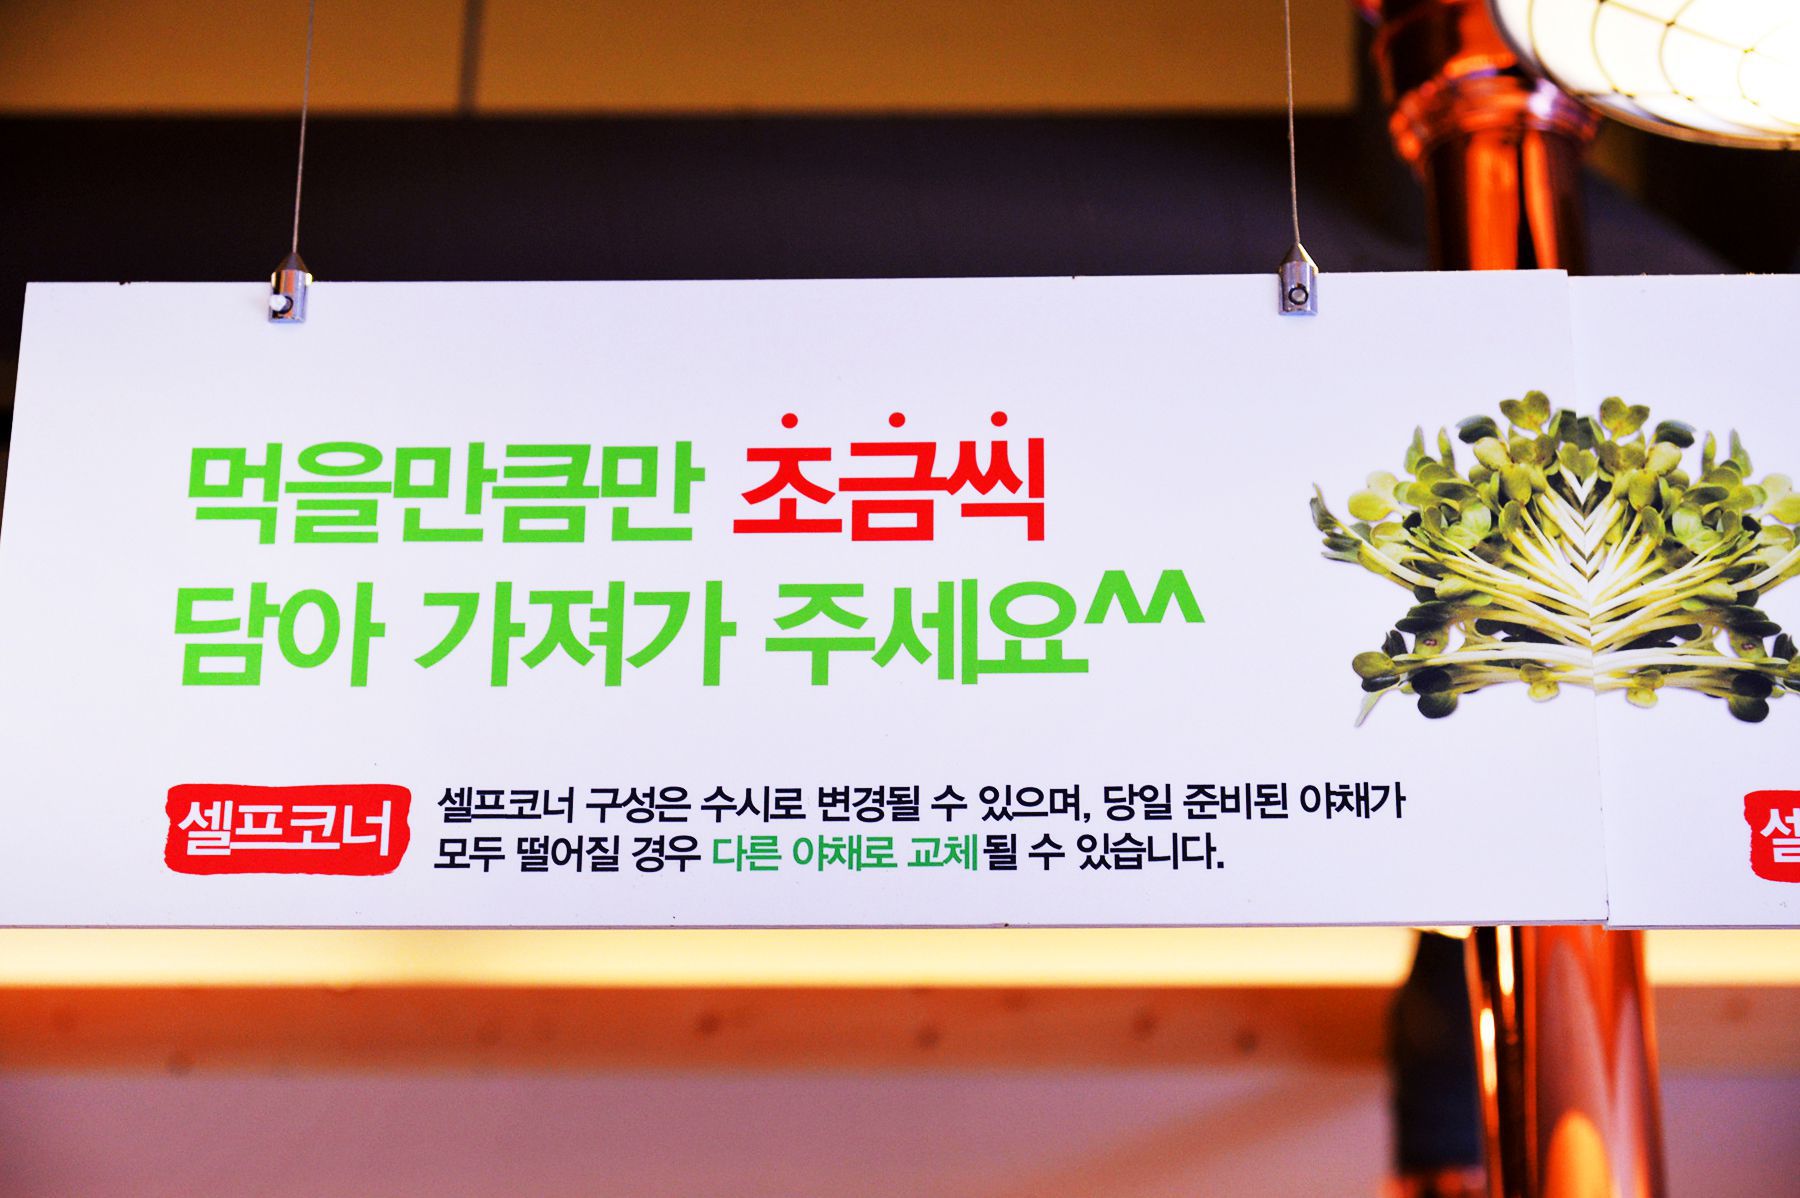 먹을만큼만 조금씩
담아 가져가 주세요^^
셀프코너
셀프코너 구성은 수시로 변경될 수 있으며, 당일 준비된 야채가
모두 떨어질 경우 다른 야채로 교체될 수 있습니다.
셀